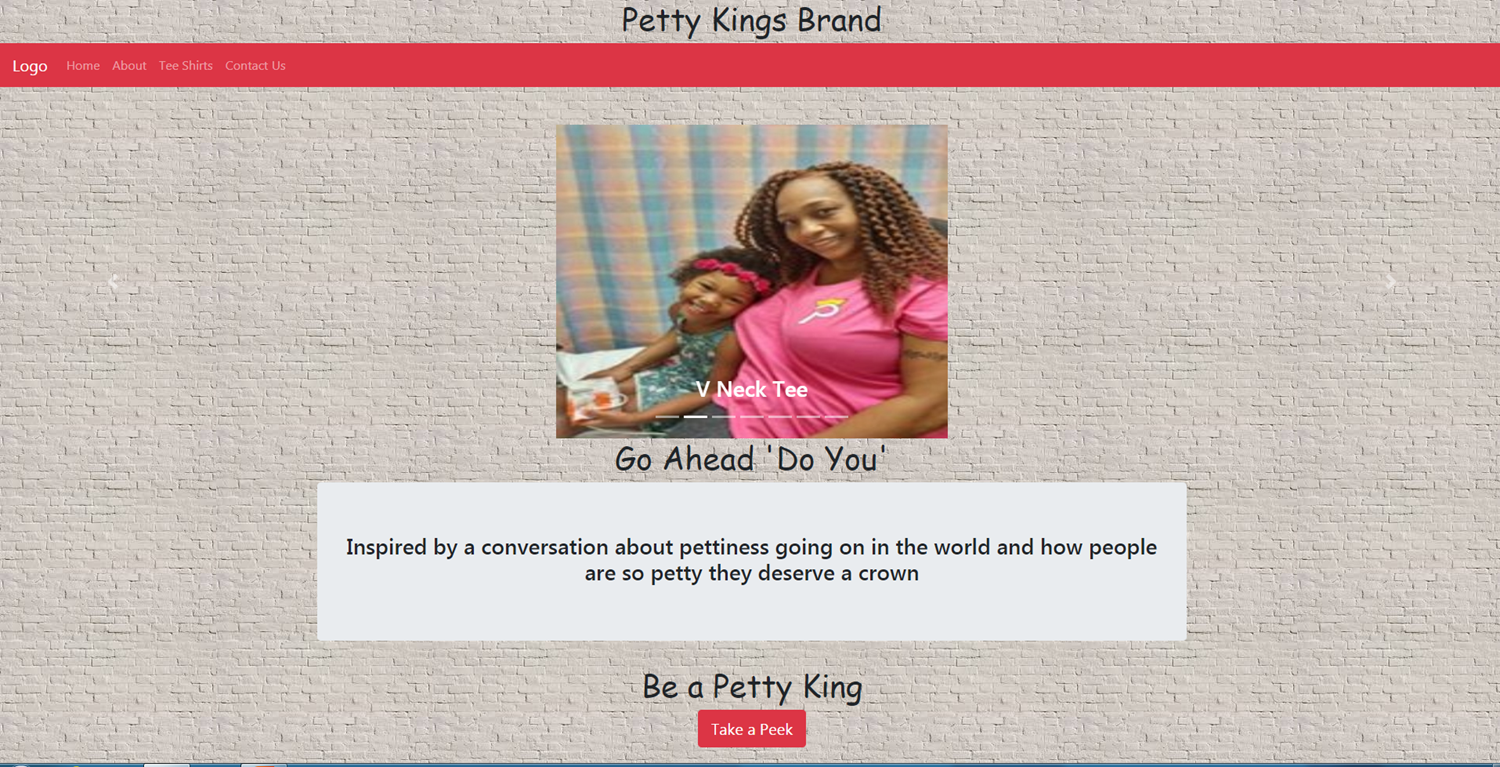 Petty Kings Brand
Logo Home About Tee Shirts Contact Us
V Neck Tee
Go Ahead 'Do You'
Inspired by a conversation about pettiness going on in the world and how people
are so petty they deserve a crown
Be a Petty King
Take a Peek